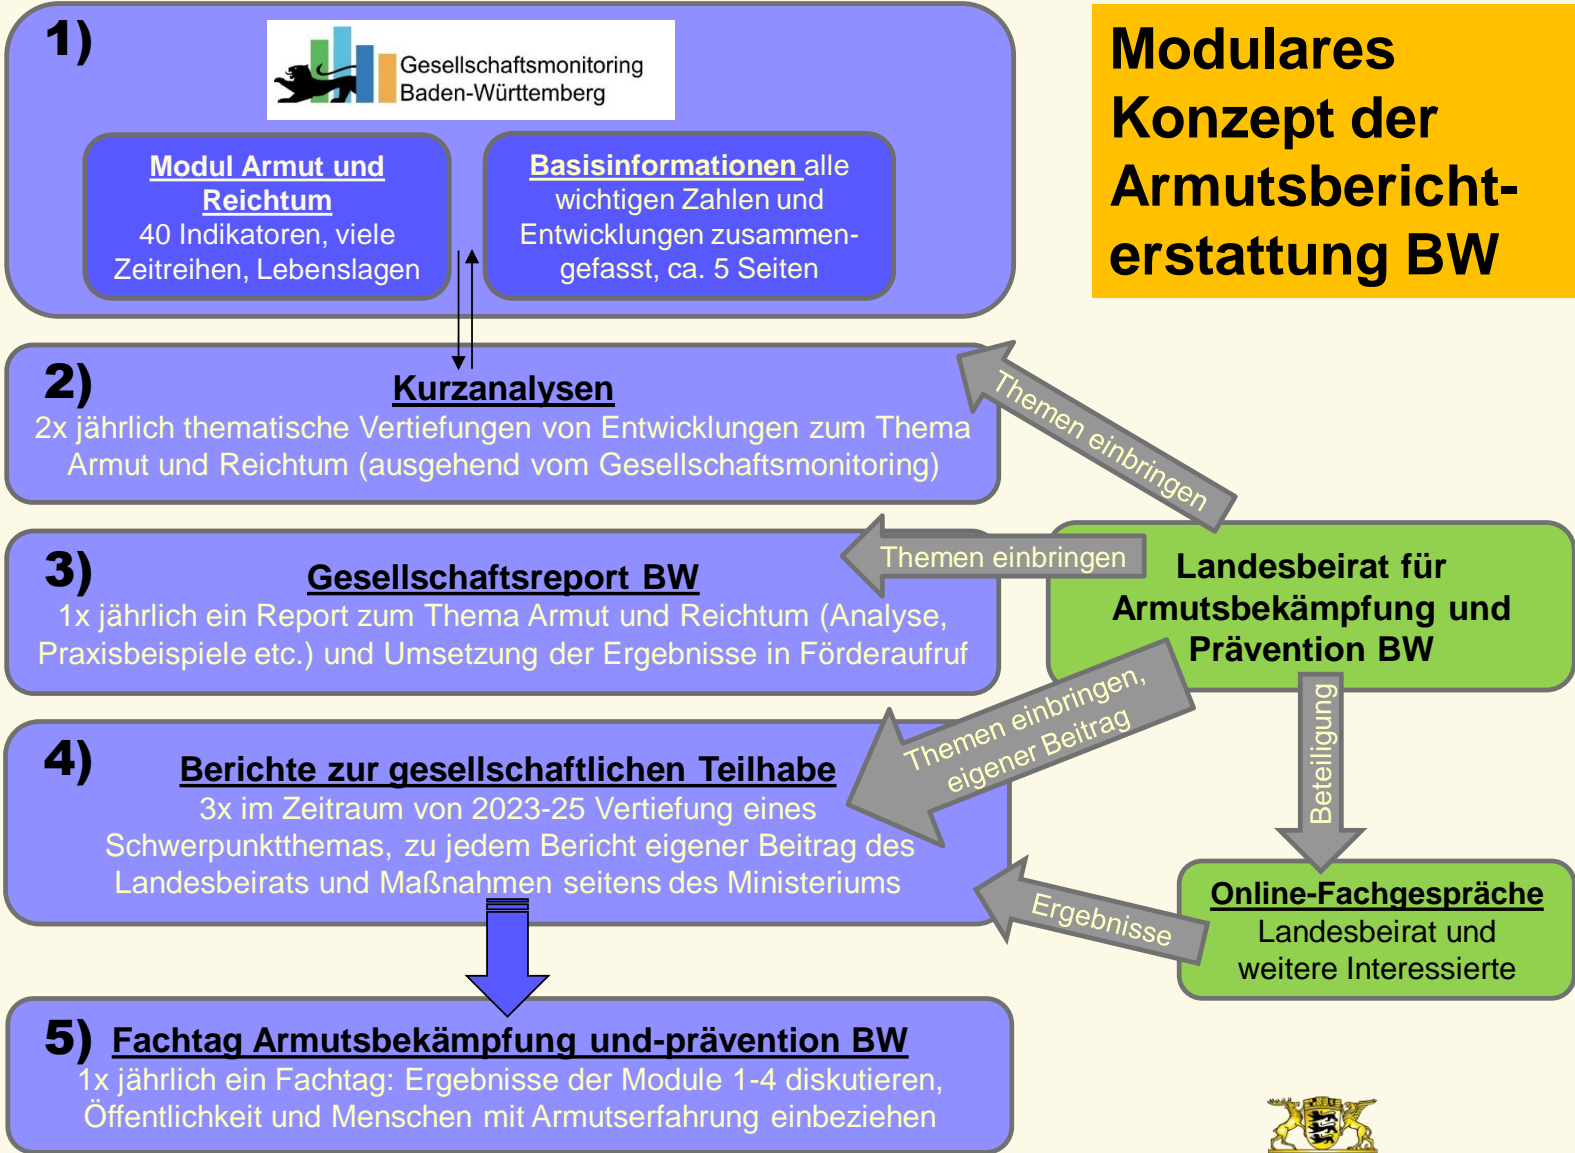 Modulares
Konzept der
Armutsbericht-
erstattung BW
1)
Gesellschaftsmonitoring
Baden-Württemberg
Modul Armut und
Reichtum
40 Indikatoren, viele
Zeitreihen, Lebenslagen
Basisinformationen alle
wichtigen Zahlen und
Entwicklungen zusammen-
gefasst, ca. 5 Seiten
2)
Kurzanalysen
2x jährlich thematische Vertiefungen von Entwicklungen zum Thema
Armut und Reichtum (ausgehend vom Gesellschaftsmonitoring)
Themen einbringen
3)
Gesellschaftsreport BW
1x jährlich ein Report zum Thema Armut und Reichtum (Analyse,
Praxisbeispiele etc.) und Umsetzung der Ergebnisse in Förderaufruf
Themen einbringen
Landesbeirat für
Armutsbekämpfung und
Prävention BW
4)
Berichte zur gesellschaftlichen Teilhabe
3x im Zeitraum von 2023-25 Vertiefung eines
Schwerpunktthemas, zu jedem Bericht eigener Beitrag des
Landesbeirats und Maßnahmen seitens des Ministeriums
Themen einbringen,
eigener Beitrag
Beteiligung
Ergebnisse
Online-Fachgespräche
Landesbeirat und
weitere Interessierte
5)
Fachtag Armutsbekämpfung und-prävention BW
1x jährlich ein Fachtag: Ergebnisse der Module 1-4 diskutieren,
Öffentlichkeit und Menschen mit Armutserfahrung einbeziehen